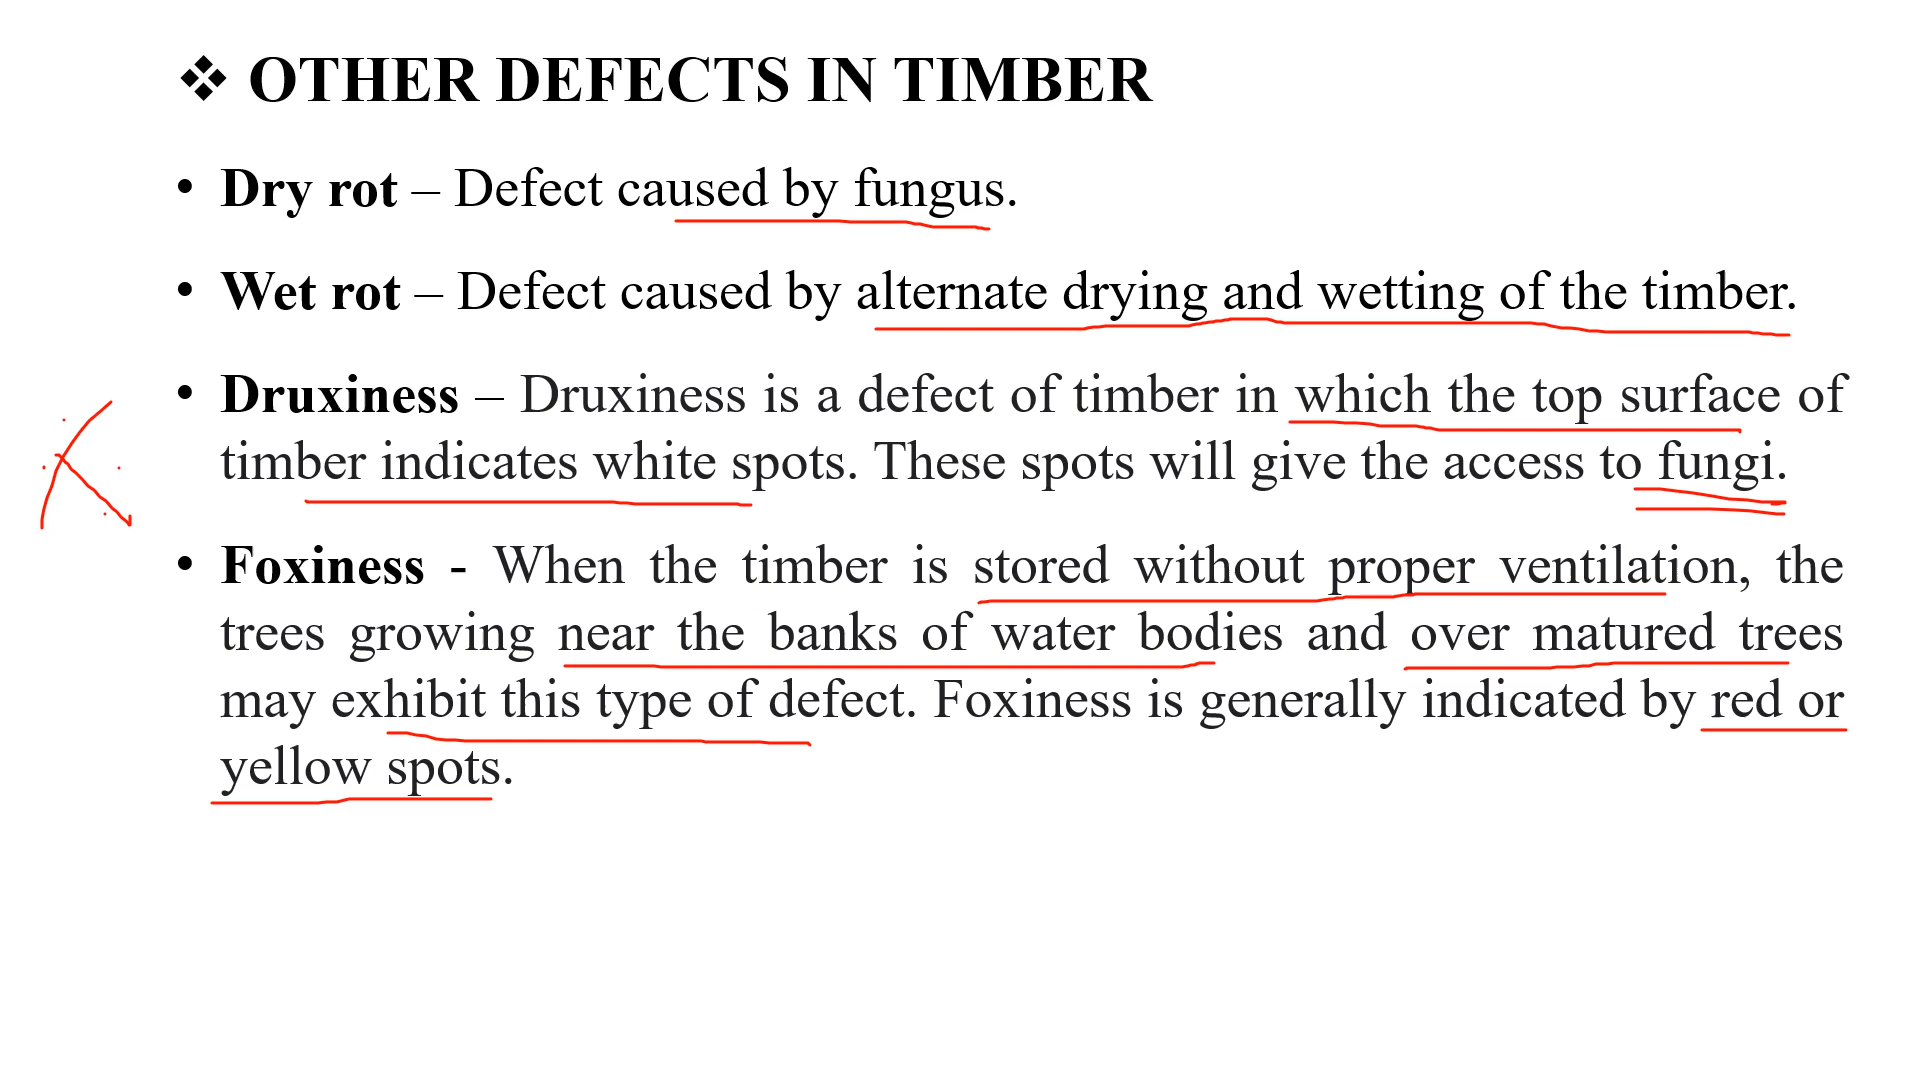 ❖ OTHER DEFECTS IN TIMBER
• Dry rot – Defect caused by fungus.
• Wet rot – Defect caused by alternate drying and wetting of the timber.
• Druxiness – Druxiness is a defect of timber in which the top surface of
timber indicates white spots. These spots will give the access to fungi.
• Foxiness - When the timber is stored without proper ventilation, the
trees growing near the banks of water bodies and over matured trees
may exhibit this type of defect. Foxiness is generally indicated by red or
yellow spots.